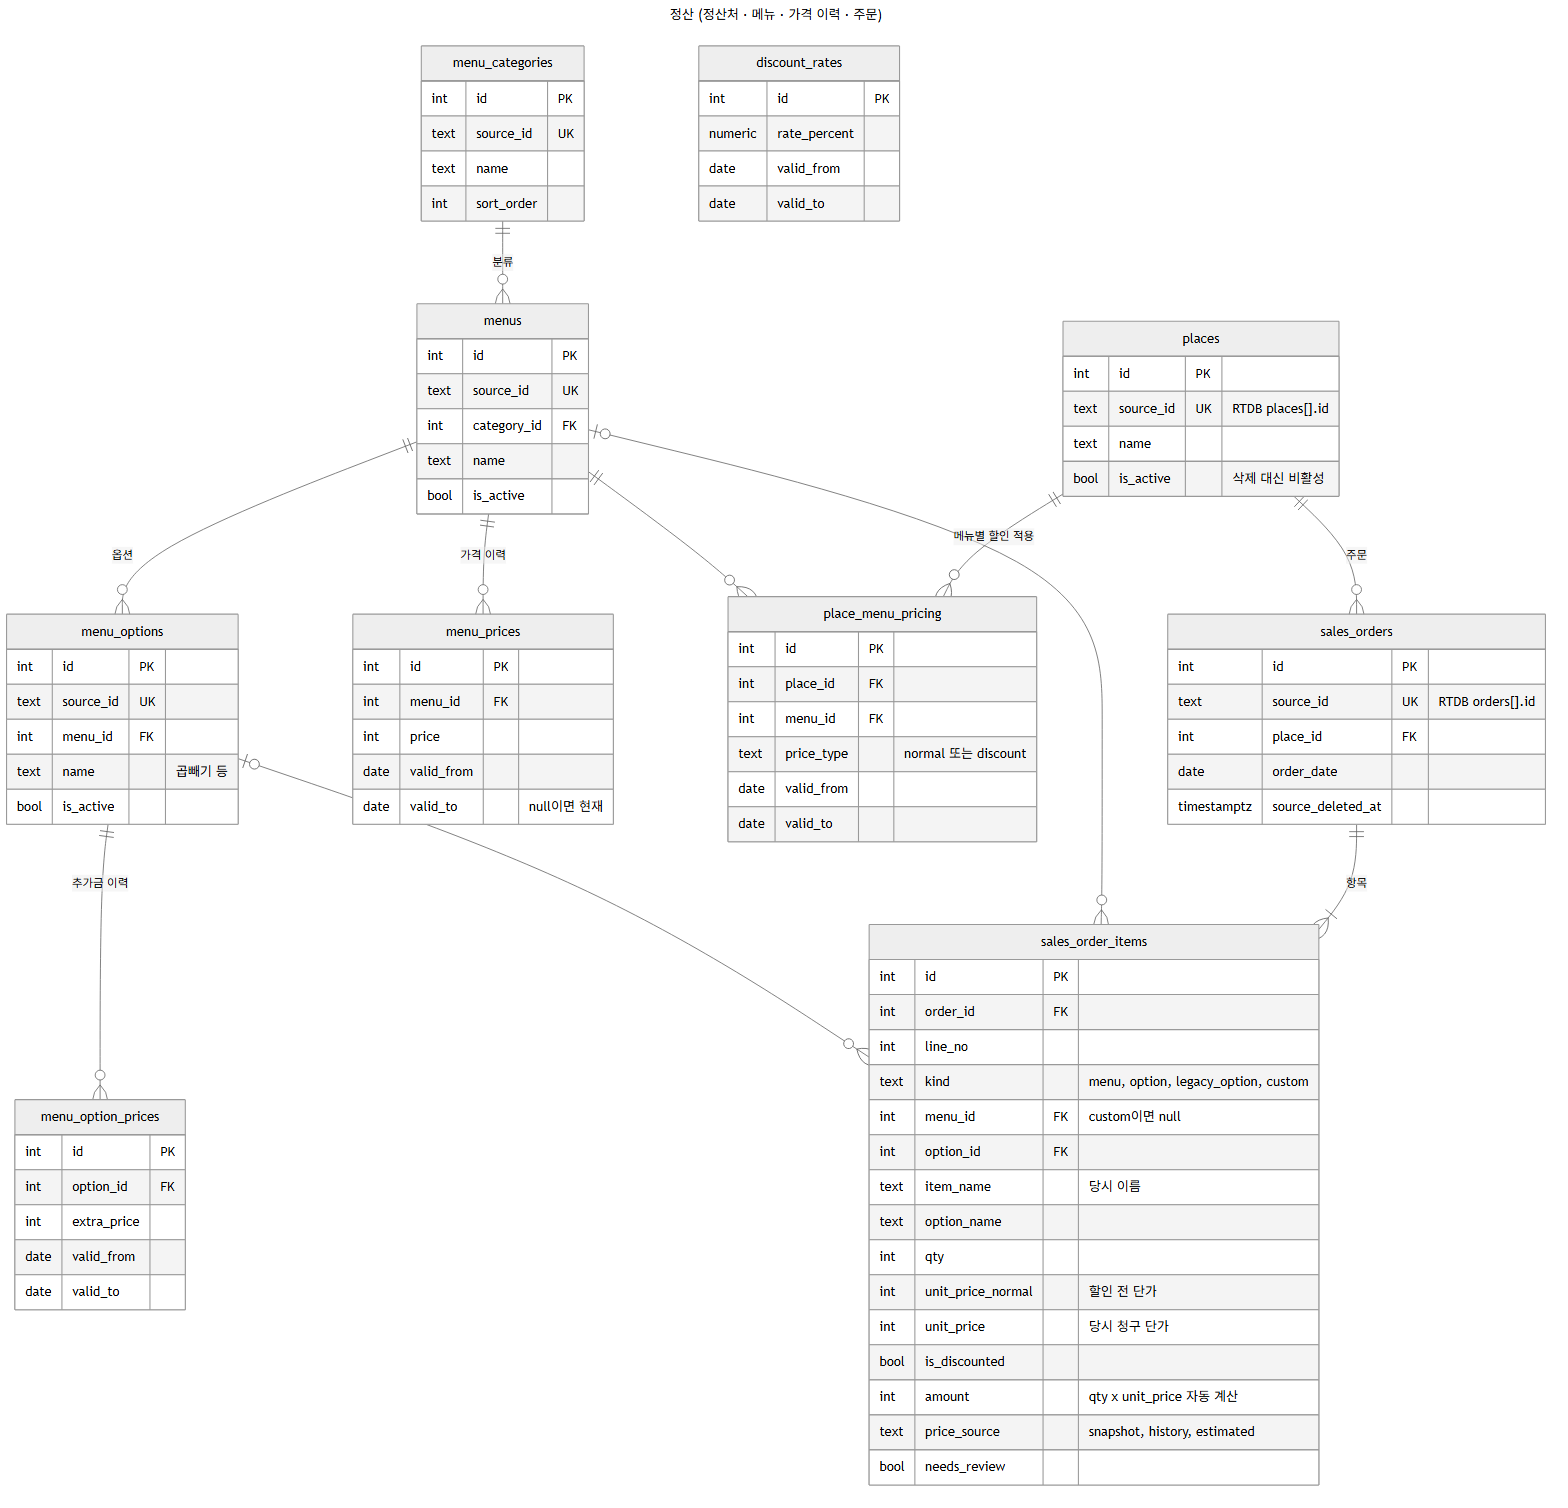 정산 (정산처 · 메뉴 · 가격 이력 · 주문)
menu_categories
int id PK
text source_id UK
text name
int sort_order
discount_rates
int id PK
numeric rate_percent
date valid_from
date valid_to
분류
menus
int id PK
text source_id UK
int category_id FK
text name
bool is_active
places
int id PK
text source_id UK RTDB places[].id
text name
bool is_active 삭제 대신 비활성
옵션
가격 이력
메뉴별 할인 적용
주문
menu_options
int id PK
text source_id UK
int menu_id FK
text name 곱빼기 등
bool is_active
menu_prices
int id PK
int menu_id FK
int price
date valid_from
date valid_to null이면 현재
place_menu_pricing
int id PK
int place_id FK
int menu_id FK
text price_type normal 또는 discount
date valid_from
date valid_to
sales_orders
int id PK
text source_id UK RTDB orders[].id
int place_id FK
date order_date
timestamptz source_deleted_at
추가금 이력
항목
menu_option_prices
int id PK
int option_id FK
int extra_price
date valid_from
date valid_to
sales_order_items
int id PK
int order_id FK
int line_no
text kind menu, option, legacy_option, custom
int menu_id FK custom이면 null
int option_id FK
text item_name 당시 이름
text option_name
int qty
int unit_price_normal 할인 전 단가
int unit_price 당시 청구 단가
bool is_discounted
int amount qty x unit_price 자동 계산
text price_source snapshot, history, estimated
bool needs_review